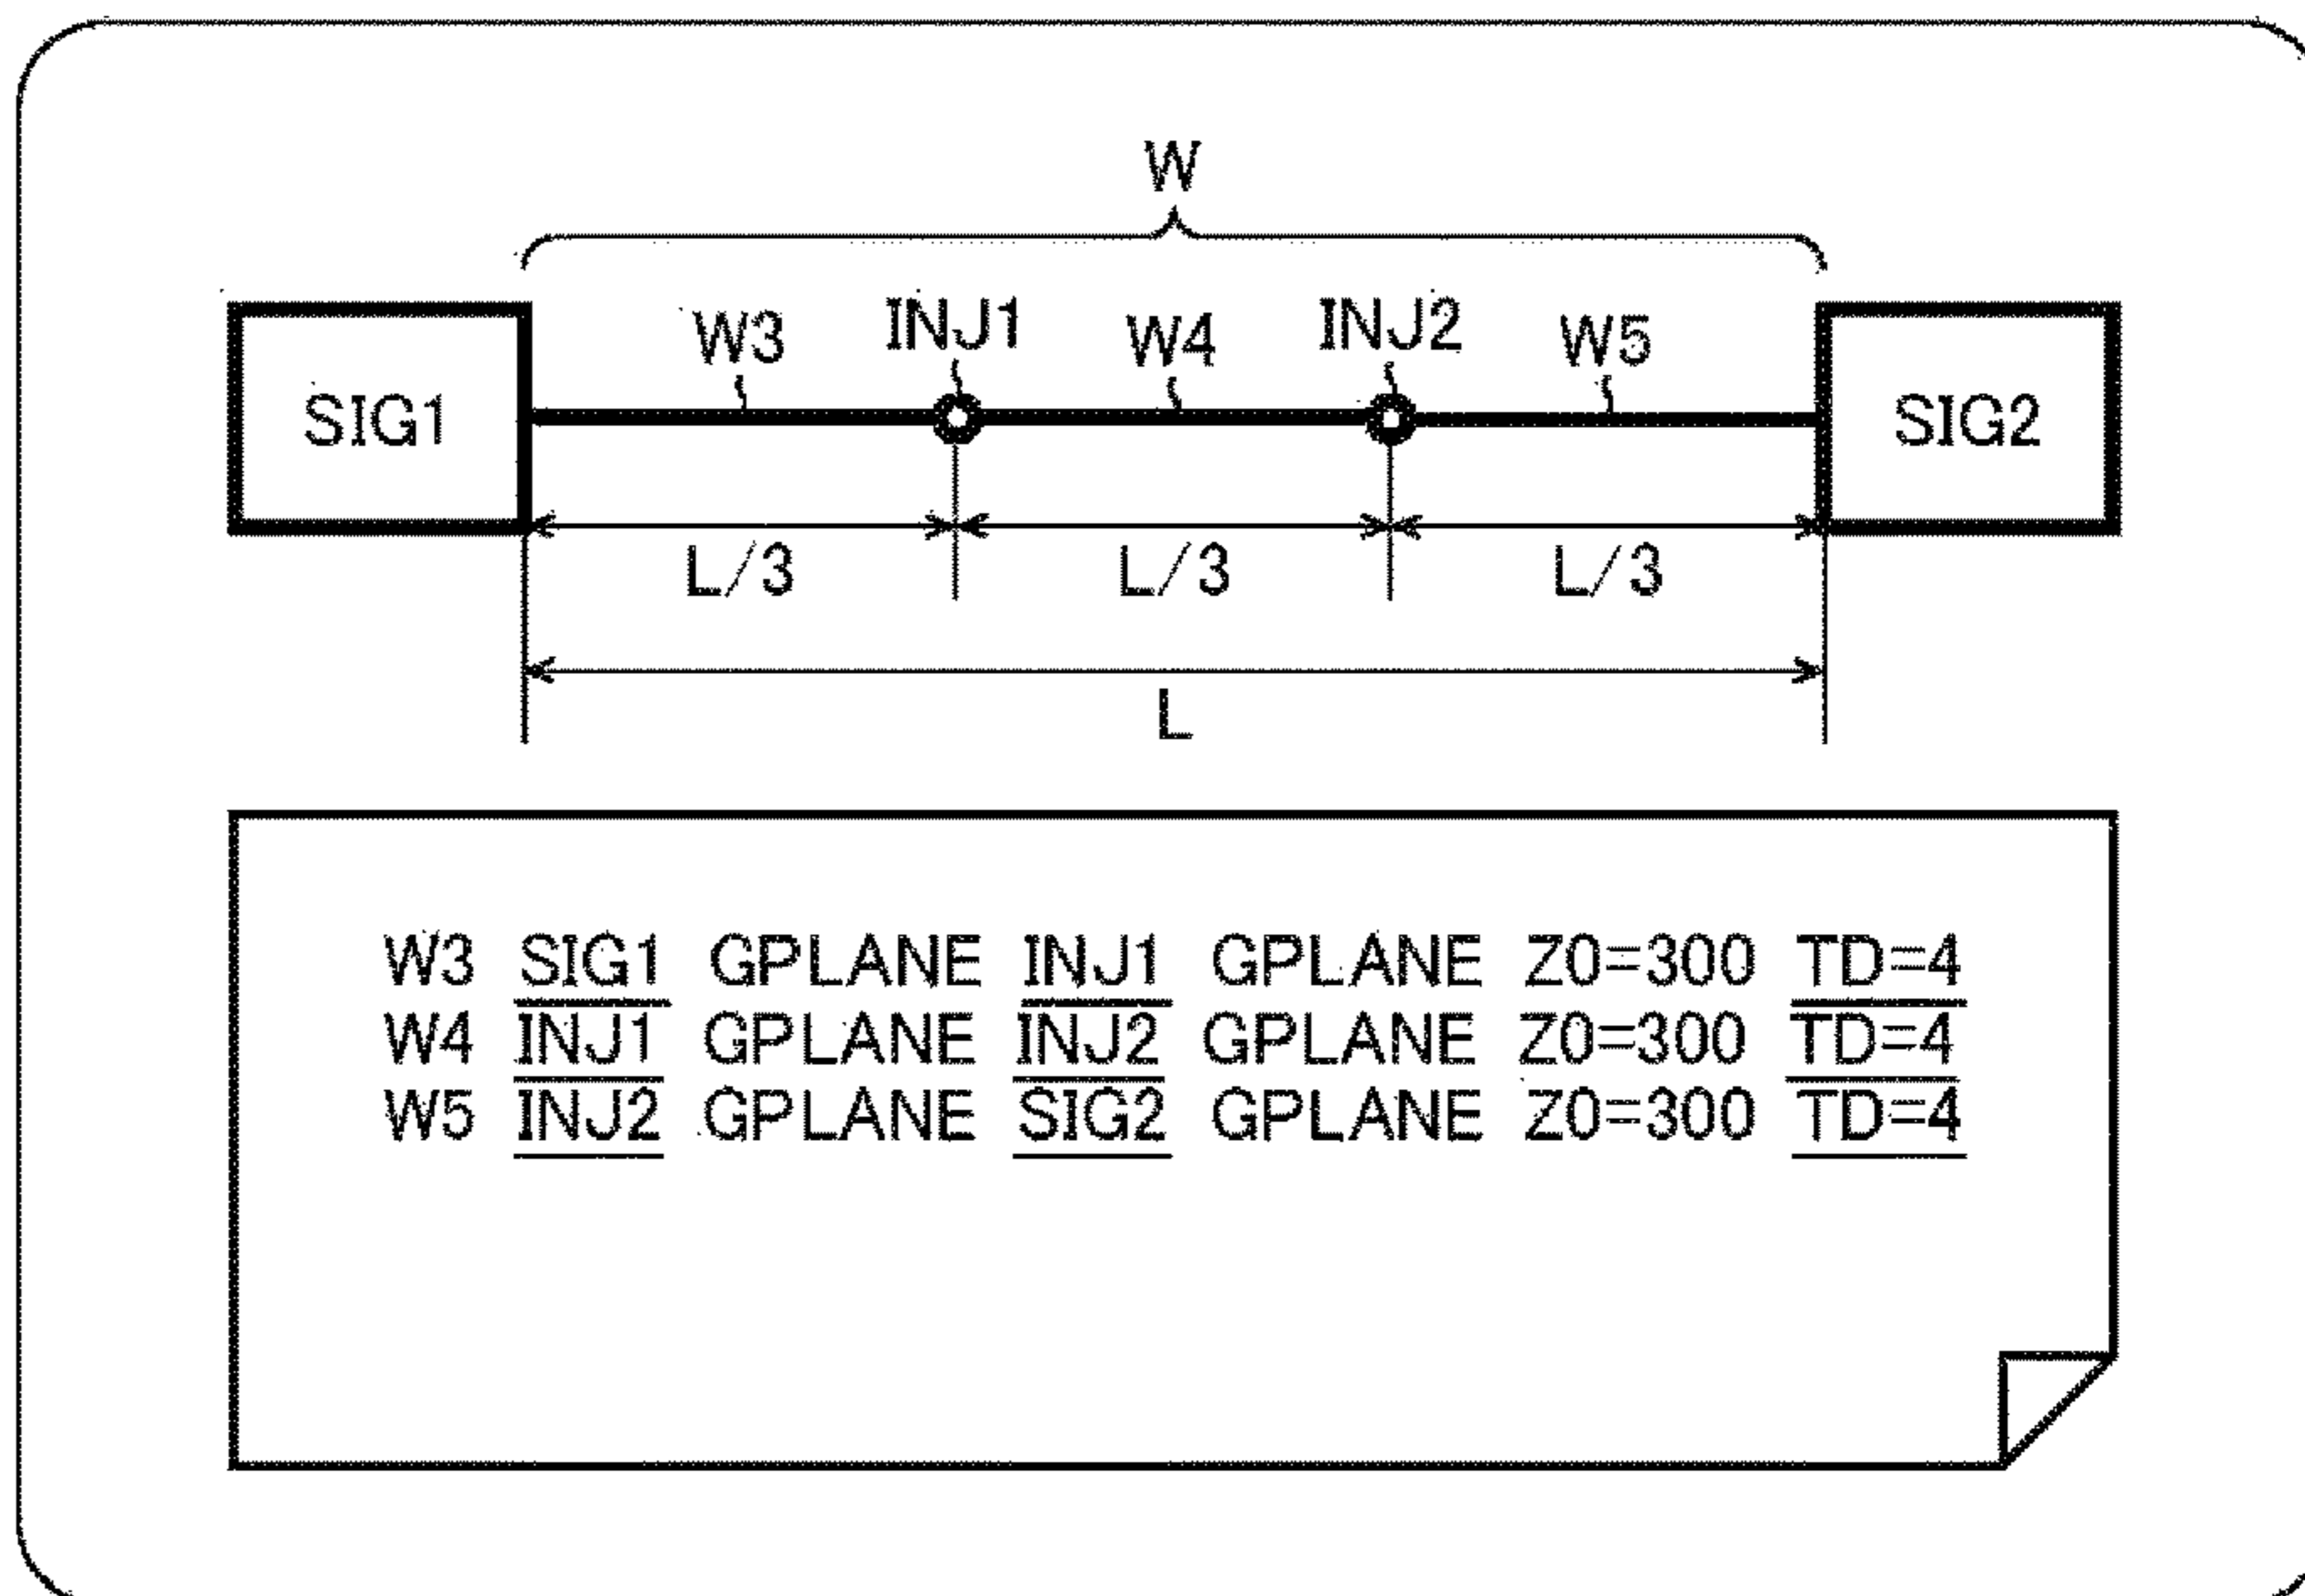 W
W3 INJ1 W4 INJ2 W5
SIG1 SIG2
L/3 L/3 L/3
L
W3 SIG1 GPLANE INJ1 GPLANE Z0=300 TD=4
W4 INJ1 GPLANE INJ2 GPLANE Z0=300 TD=4
W5 INJ2 GPLANE SIG2 GPLANE Z0=300 TD=4